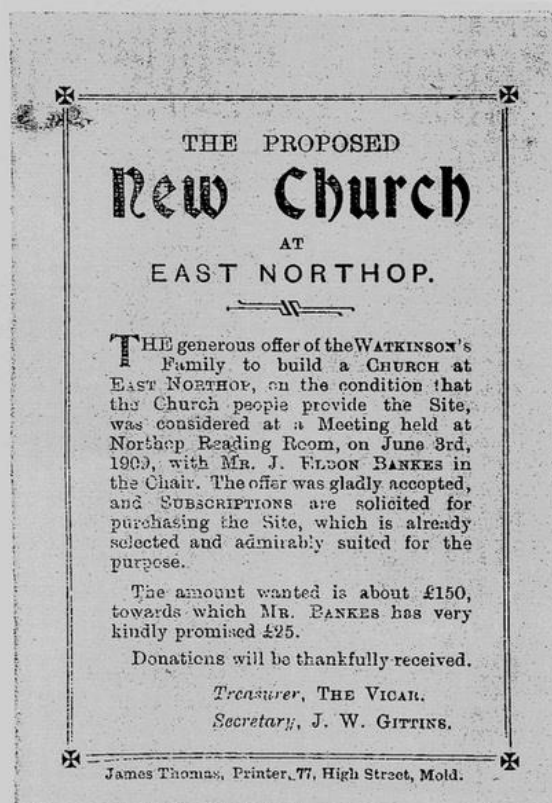 THE PROPOSED
New Church
AT
EAST NORTHOP.
THE generous offer of the WATKINSON's
Family to build a CHURCH at
EAST NORTHOP, on the condition that
the Church people provide the Site,
was considered at a Meeting held at
Northop Reading Room, on June 3rd,
1909, with MR. J. ELDON BANKES in
the Chair. The offer was gladly accepted,
and SUBSCRIPTIONS are solicited for
purchasing the Site, which is already
selected and admirably suited for the
purpose.
The amount wanted is about £150,
towards which MR. BANKES has very
kindly promised £25.
Donations will be thankfully received.
Treasurer, THE VICAR.
Secretary, J. W. GITTINS.
James Thomas, Printer, 77, High Street, Mold.